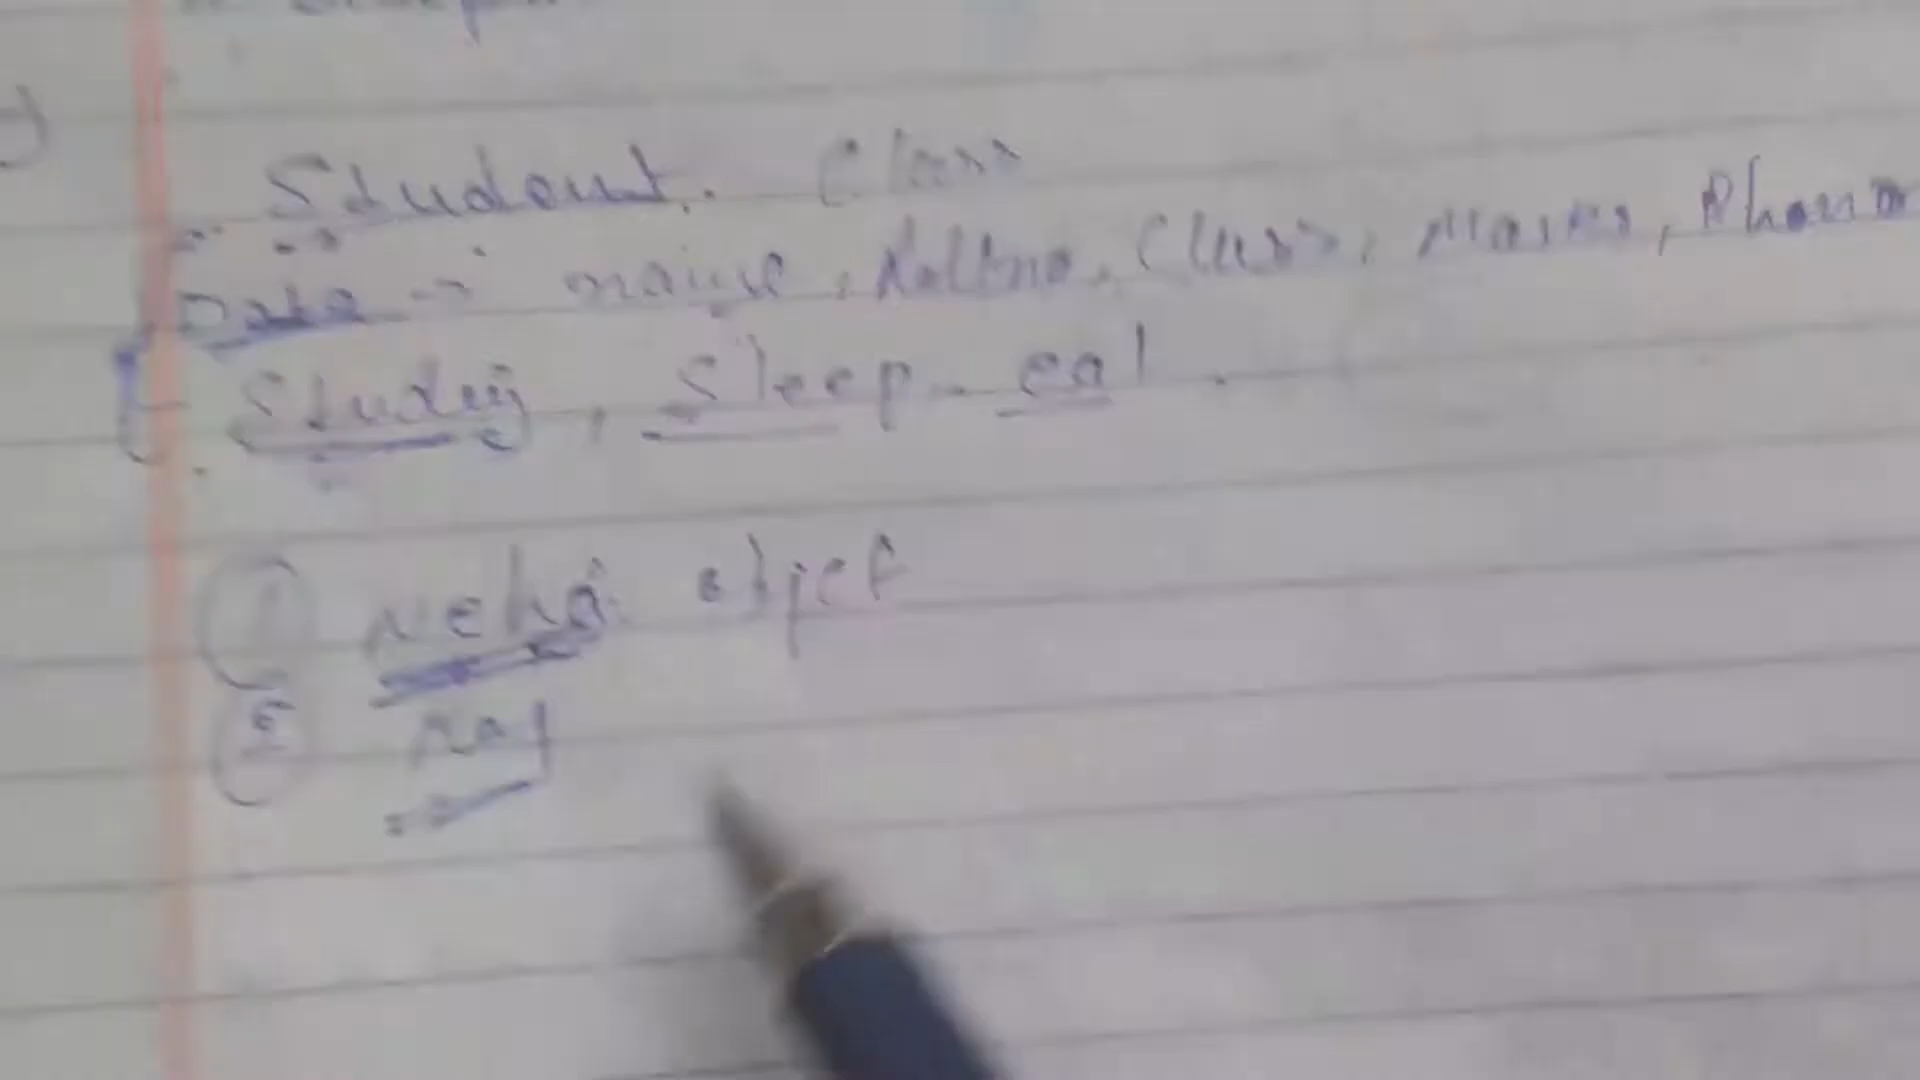 Student. Class
Data → name, Rollno, Class, Marks, Phone
Study, Sleep eat.
① Neha object
② Raj